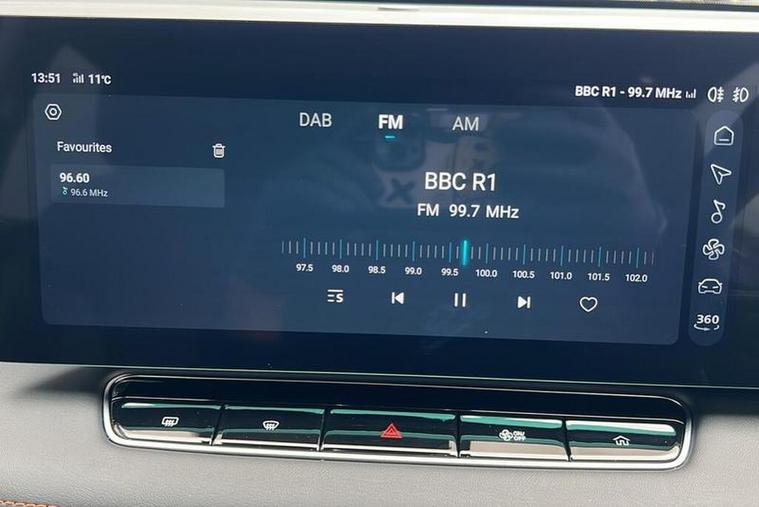 13:51 11°C
BBC R1 - 99.7 MHz
DAB FM AM
Favourites
96.60
96.6 MHz
BBC R1
FM 99.7 MHz
97.5 98.0 98.5 99.0 99.5 100.0 100.5 101.0 101.5 102.0
S
360
ON/
OFF